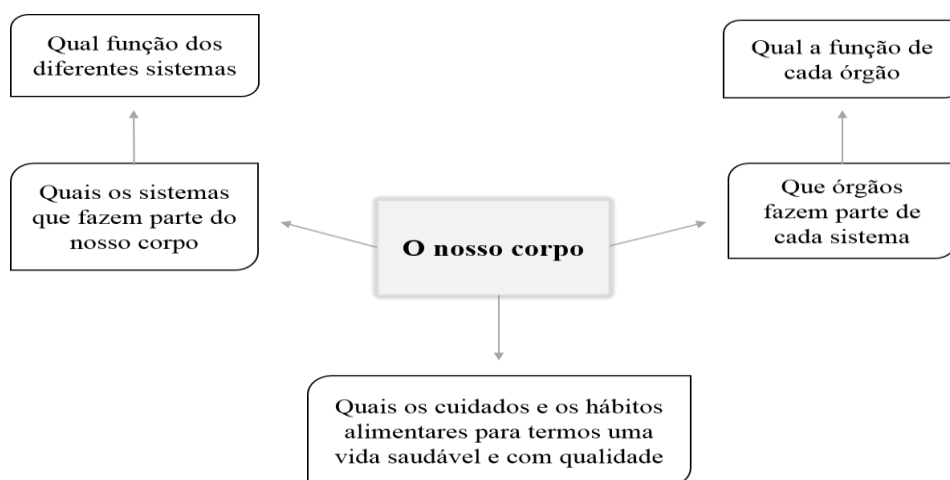 Qual função dos
diferentes sistemas
Qual a função de
cada órgão
Quais os sistemas
que fazem parte do
nosso corpo
Que órgãos
fazem parte de
cada sistema
O nosso corpo
Quais os cuidados e os hábitos
alimentares para termos uma
vida saudável e com qualidade